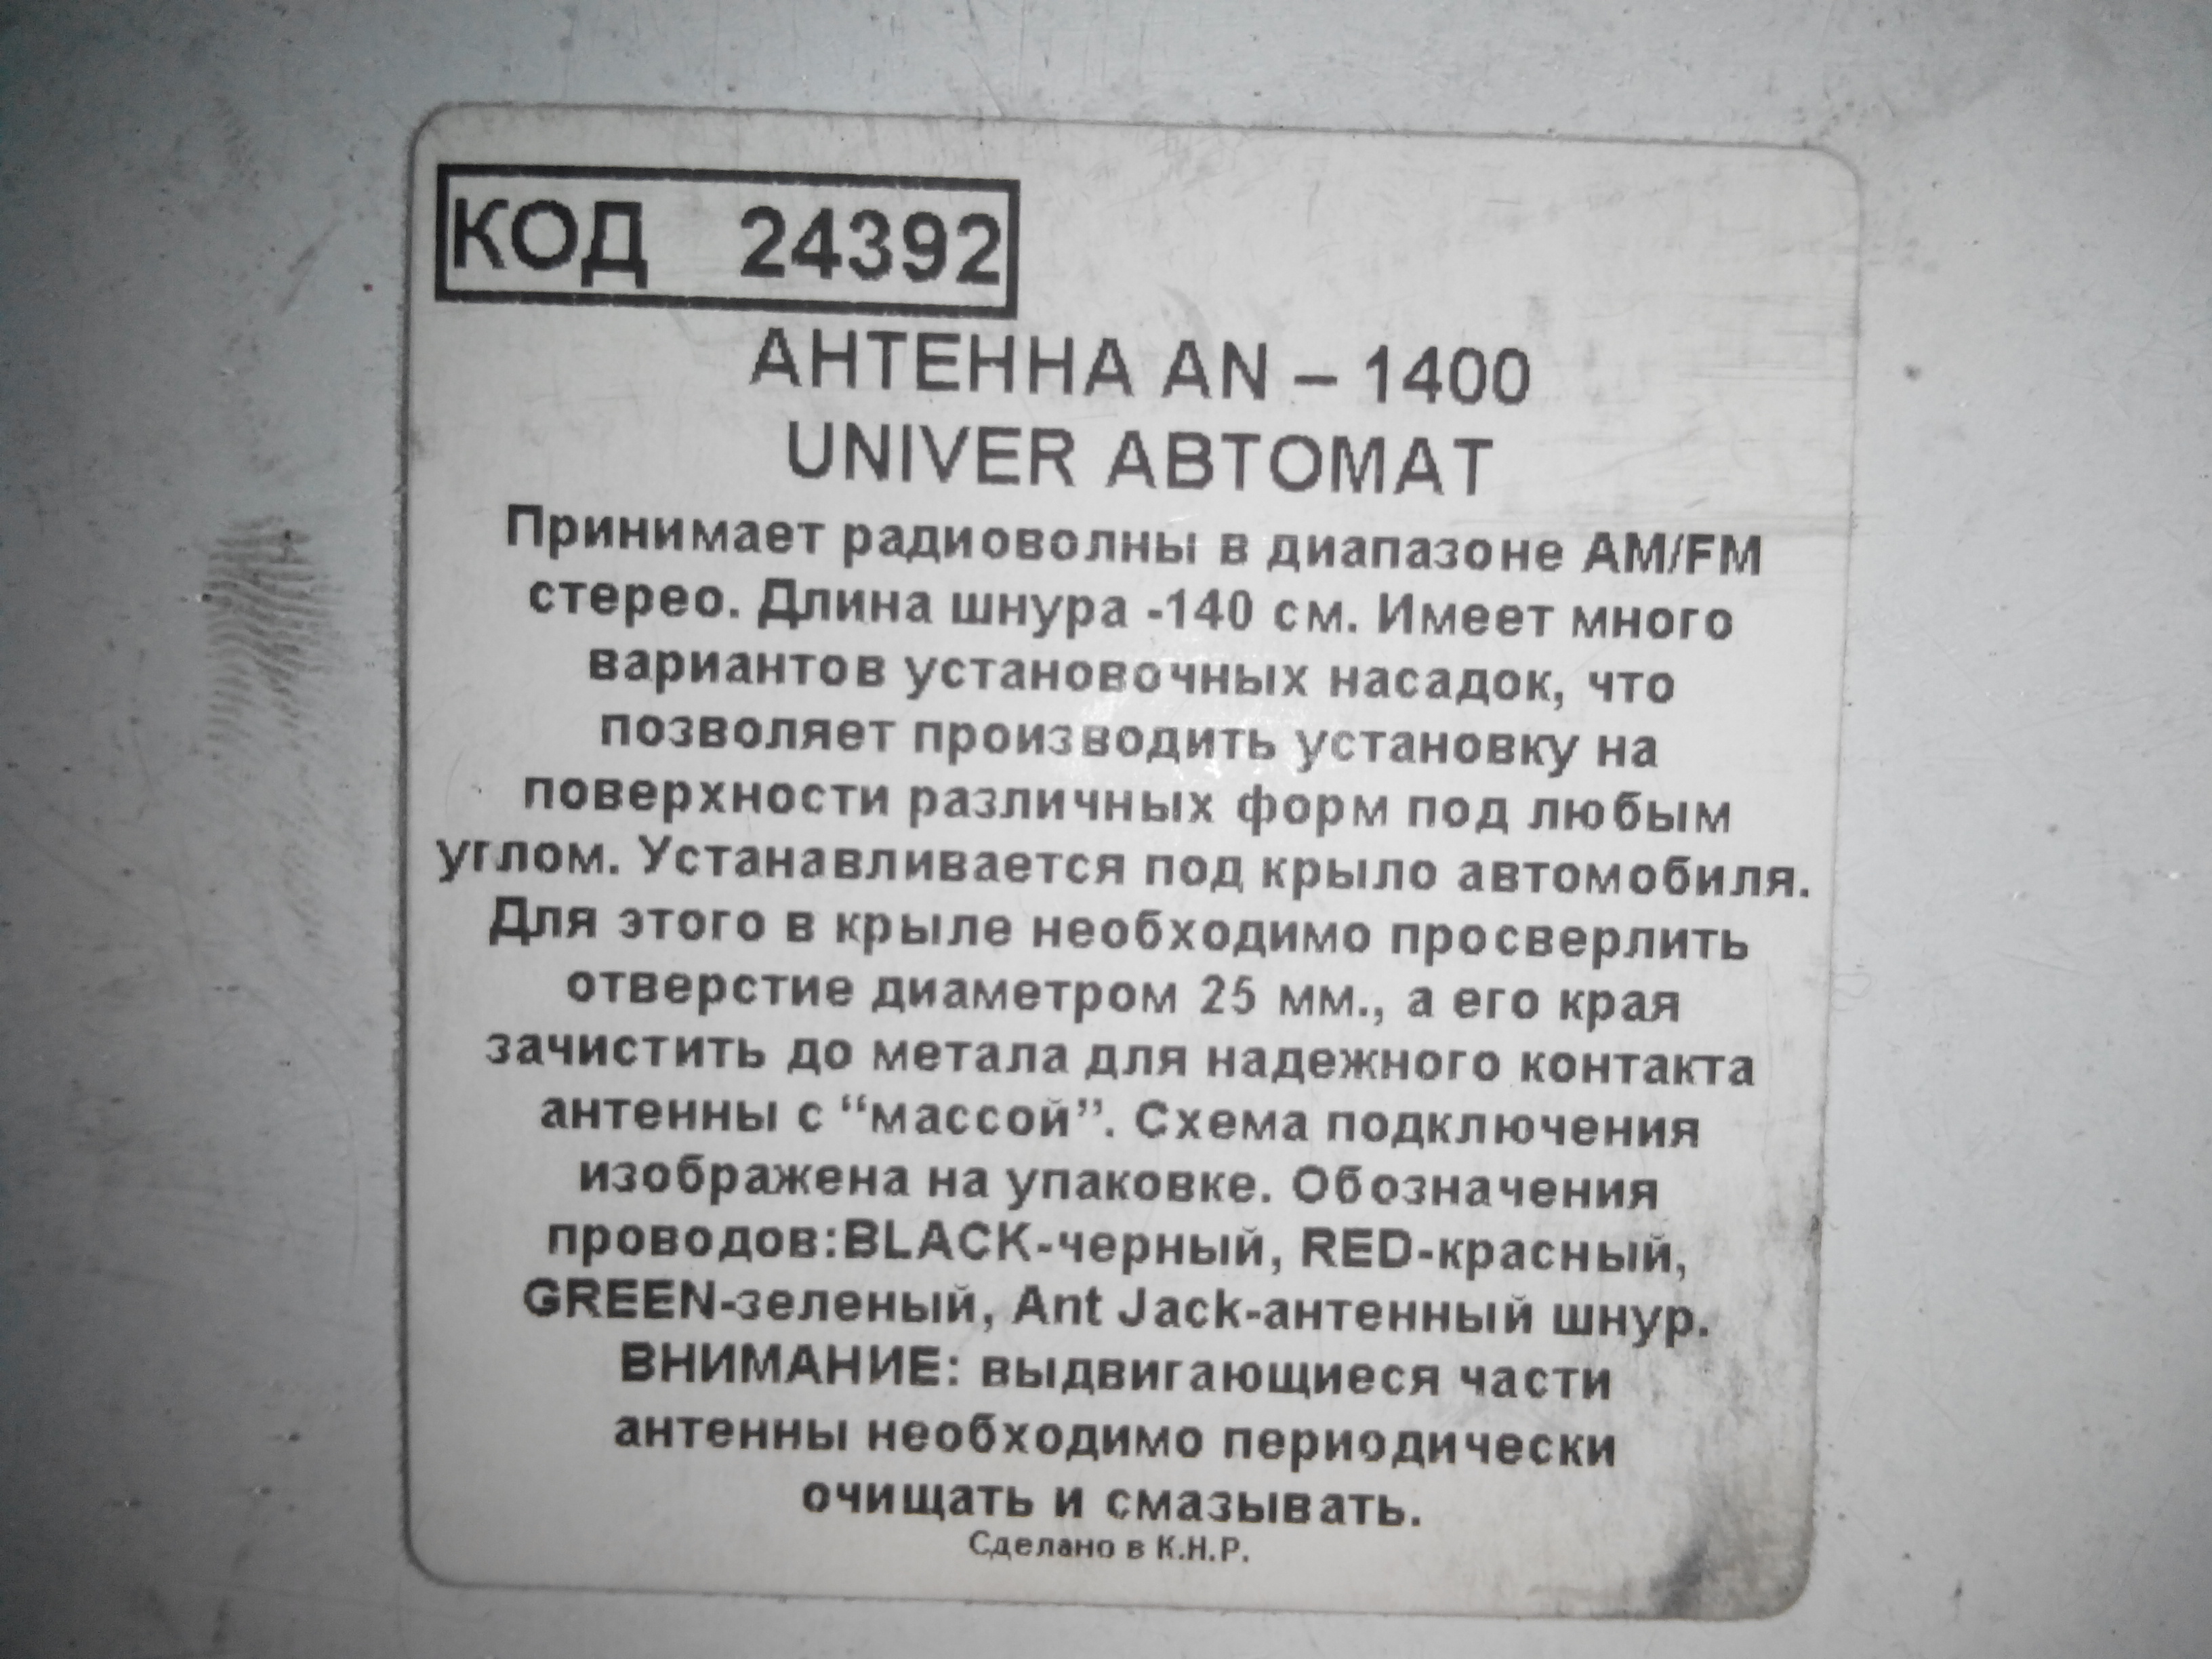 КОД 24392
АНТЕННА AN – 1400
UNIVER АВТОМАТ
Принимает радиоволны в диапазоне AM/FM
стерео. Длина шнура -140 см. Имеет много
вариантов установочных насадок, что
позволяет производить установку на
поверхности различных форм под любым
углом. Устанавливается под крыло автомобиля.
Для этого в крыле необходимо просверлить
отверстие диаметром 25 мм., а его края
зачистить до метала для надежного контакта
антенны с “массой”. Схема подключения
изображена на упаковке. Обозначения
проводов:BLACK-черный, RED-красный,
GREEN-зеленый, Ant Jack-антенный шнур.
ВНИМАНИЕ: выдвигающиеся части
антенны необходимо периодически
очищать и смазывать.
Сделано в К.Н.Р.